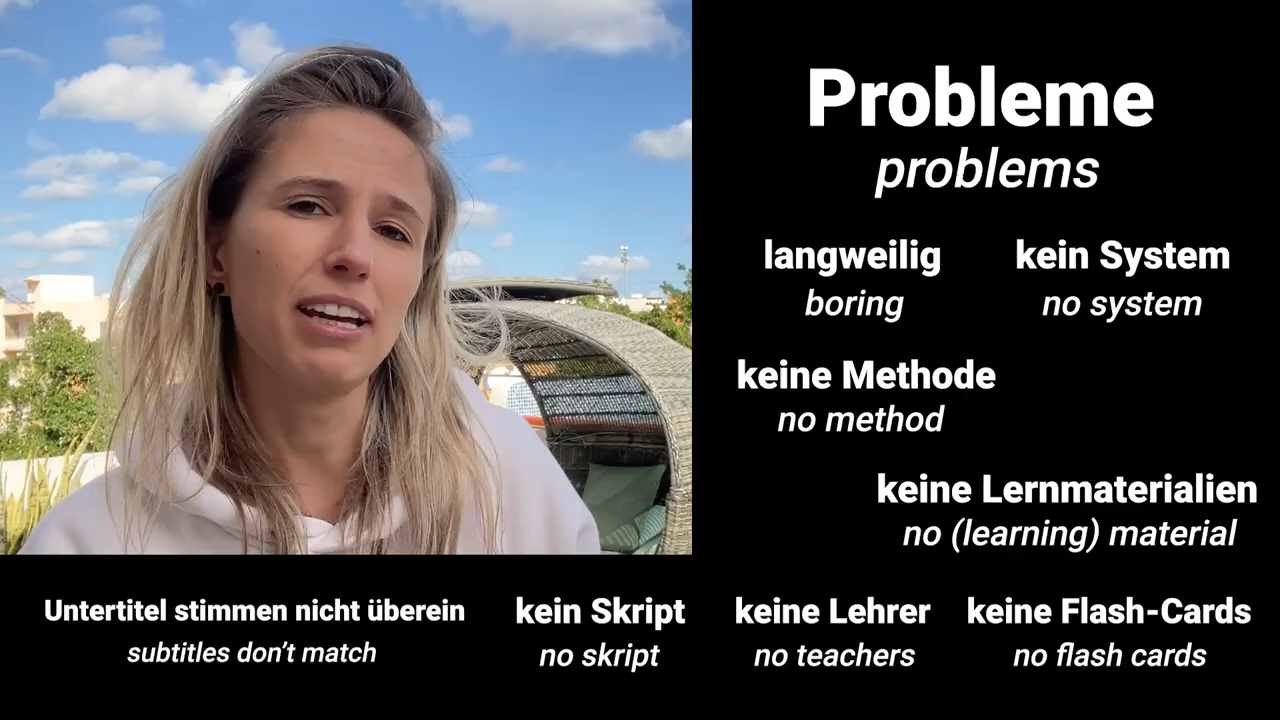 Probleme
problems
langweilig
boring
kein System
no system
keine Methode
no method
keine Lernmaterialien
no (learning) material
Untertitel stimmen nicht überein
subtitles don’t match
kein Skript
no skript
keine Lehrer
no teachers
keine Flash-Cards
no flash cards